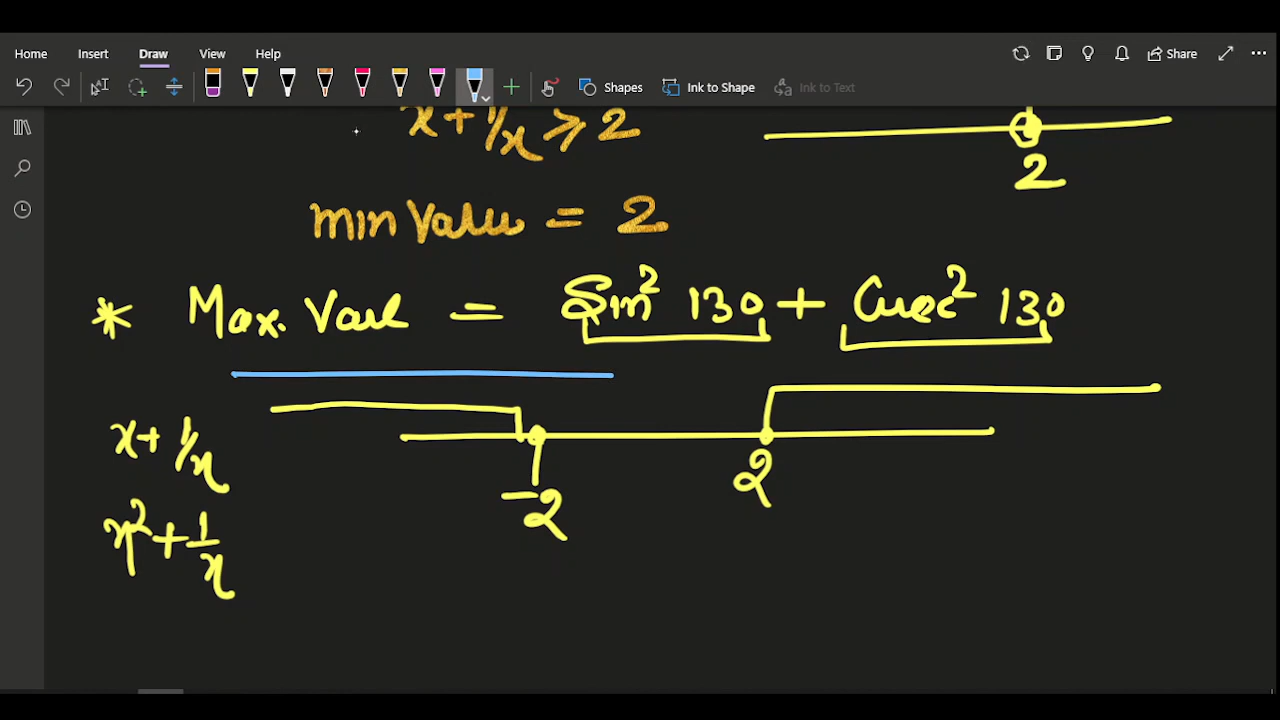 Home Insert Draw View Help Share
Shapes Ink to Shape Ink to Text
x + 1/x ⩾ 2
2
min Value = 2
* Max. Value = Sin² 130 + Cosec² 130
x + 1/x
-2 2
x² + 1/x